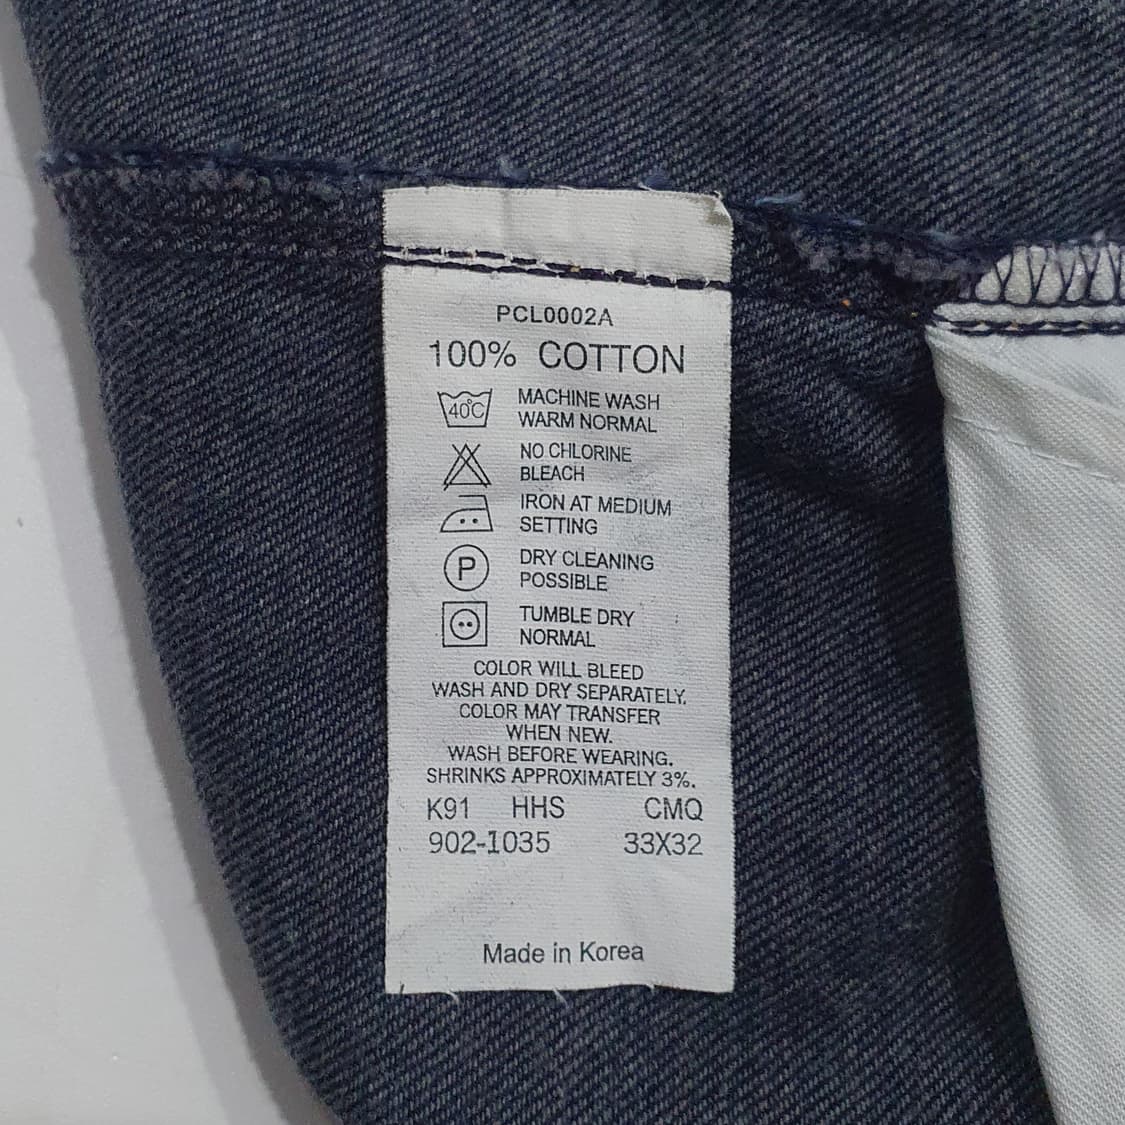 PCL0002A
100% COTTON
40°C MACHINE WASH
WARM NORMAL
NO CHLORINE
BLEACH
IRON AT MEDIUM
SETTING
P DRY CLEANING
POSSIBLE
TUMBLE DRY
NORMAL
COLOR WILL BLEED
WASH AND DRY SEPARATELY.
COLOR MAY TRANSFER
WHEN NEW.
WASH BEFORE WEARING.
SHRINKS APPROXIMATELY 3%.
K91 HHS CMQ
902-1035 33X32
Made in Korea